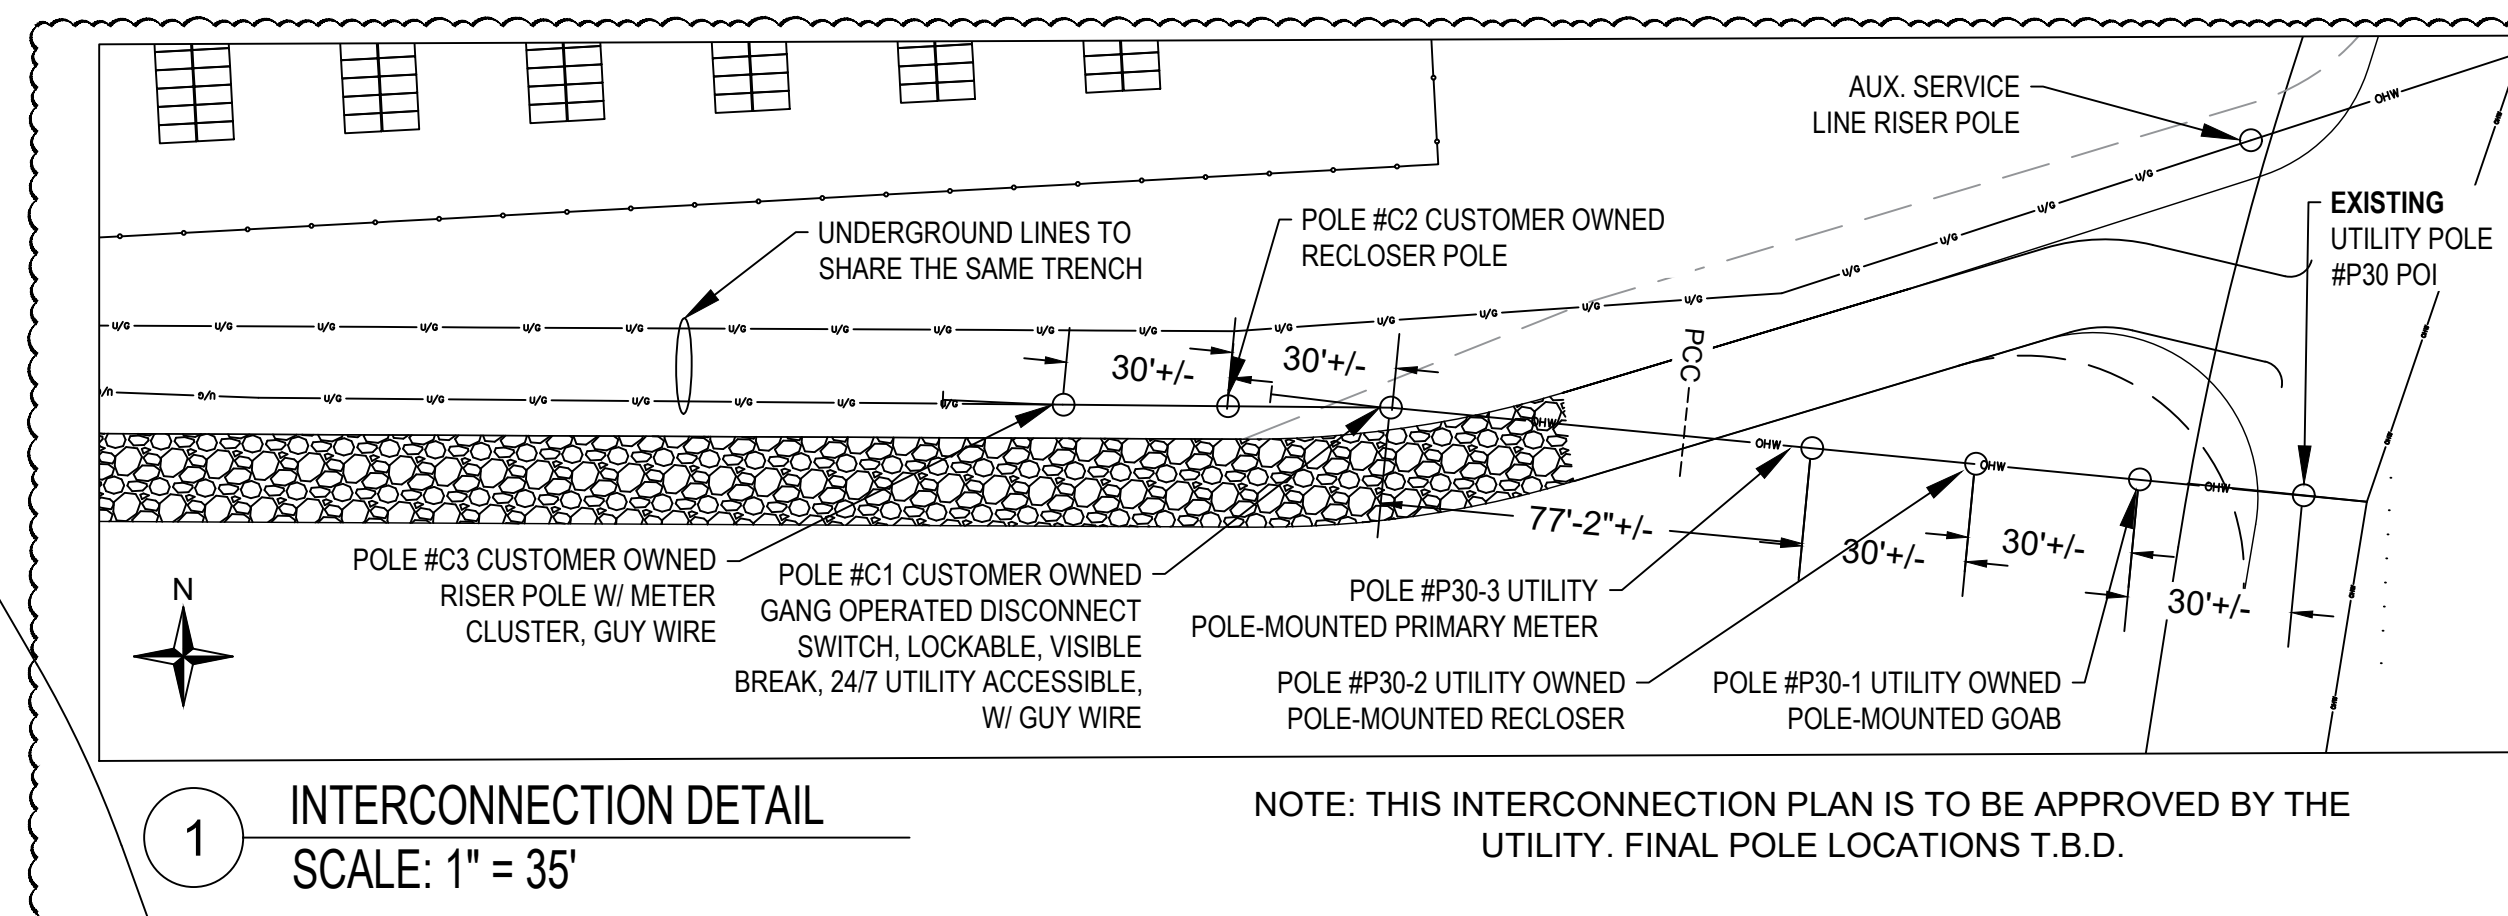 AUX. SERVICE
LINE RISER POLE
OHW
EXISTING
UTILITY POLE
#P30 POI
POLE #C2 CUSTOMER OWNED
RECLOSER POLE
UNDERGROUND LINES TO
SHARE THE SAME TRENCH
U/G U/G U/G U/G U/G U/G U/G U/G U/G U/G U/G U/G U/G U/G U/G U/G U/G U/G U/G U/G
30'+/- 30'+/-
PCC
U/G U/G U/G U/G U/G U/G U/G U/G
OHW OHW OHW OHW
77'-2"+/- 30'+/- 30'+/- 30'+/-
POLE #C3 CUSTOMER OWNED
RISER POLE W/ METER
CLUSTER, GUY WIRE
POLE #C1 CUSTOMER OWNED
GANG OPERATED DISCONNECT
SWITCH, LOCKABLE, VISIBLE
BREAK, 24/7 UTILITY ACCESSIBLE,
W/ GUY WIRE
POLE #P30-3 UTILITY
POLE-MOUNTED PRIMARY METER
POLE #P30-2 UTILITY OWNED
POLE-MOUNTED RECLOSER
POLE #P30-1 UTILITY OWNED
POLE-MOUNTED GOAB
N
1
INTERCONNECTION DETAIL
SCALE: 1" = 35'
NOTE: THIS INTERCONNECTION PLAN IS TO BE APPROVED BY THE
UTILITY. FINAL POLE LOCATIONS T.B.D.